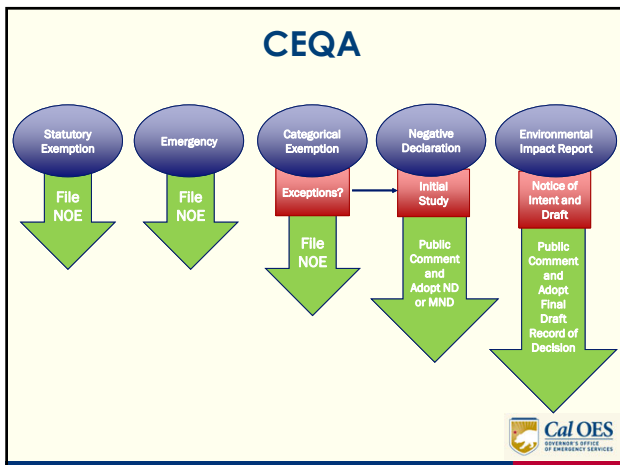 CEQA
Statutory
Exemption
File
NOE
Emergency
File
NOE
Categorical
Exemption
Exceptions?
File
NOE
Negative
Declaration
Initial
Study
Public
Comment
and
Adopt ND
or MND
Environmental
Impact Report
Notice of
Intent and
Draft
Public
Comment
and
Adopt
Final
Draft
Record of
Decision
Cal OES
GOVERNOR'S OFFICE
OF EMERGENCY SERVICES